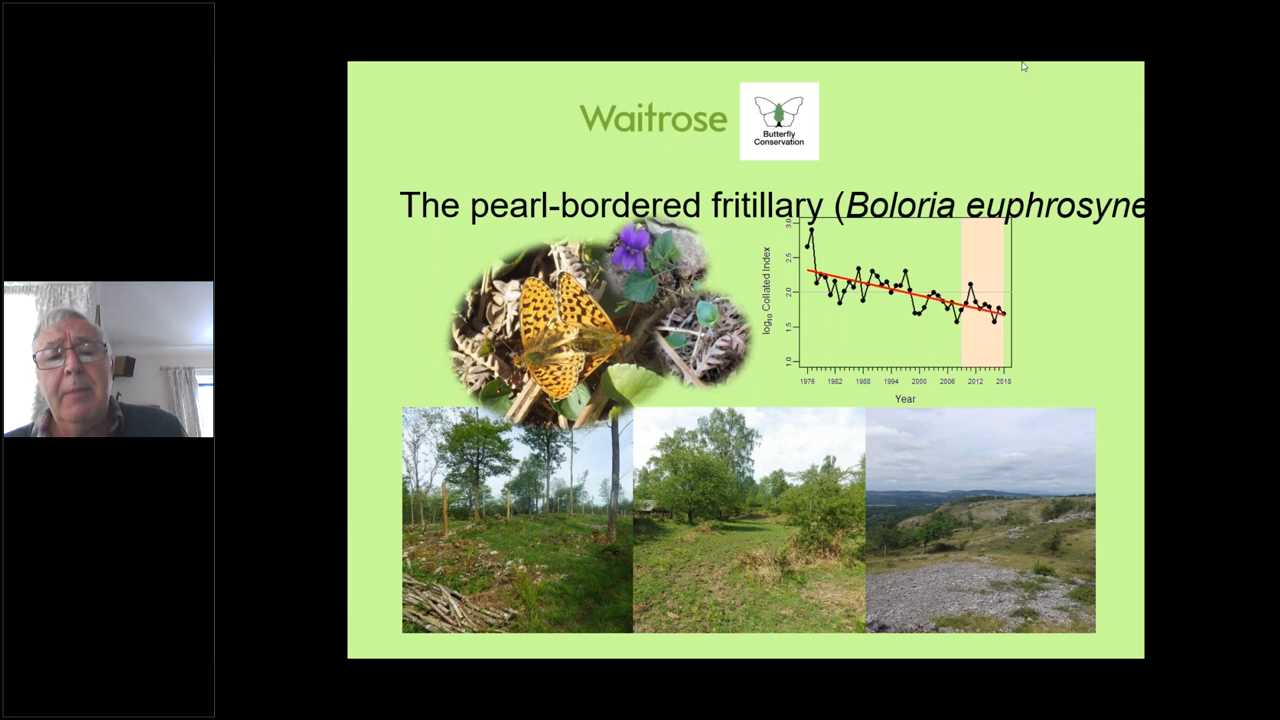 Waitrose
Butterfly
Conservation
The pearl-bordered fritillary (Boloria euphrosyne
3.0
2.5
2.0
1.5
1.0
log10 Collated Index
1976 1982 1988 1994 2000 2006 2012 2018
Year